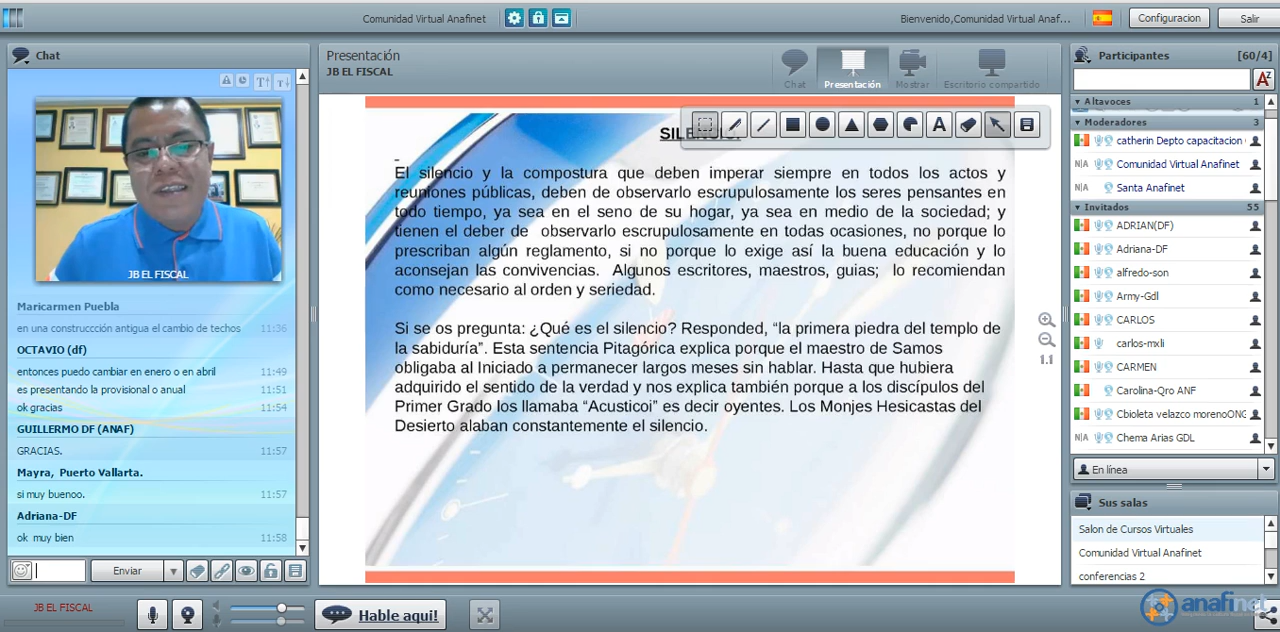 Comunidad Virtual Anafinet
Bienvenido,Comunidad Virtual Anaf...
Configuracion
Salir
Chat
JB EL FISCAL
Maricarmen Puebla
en una construccción antigua el cambio de techos 11:36
OCTAVIO (df)
entonces puedo cambiar en enero o en abril 11:49
es presentando la provisional o anual 11:51
ok gracias 11:54
GUILLERMO DF (ANAF)
GRACIAS. 11:57
Mayra, Puerto Vallarta.
si muy buenoo. 11:57
Adriana-DF
ok muy bien 11:58
Enviar
Presentación
JB EL FISCAL
Chat
Presentación
Mostrar
Escritorio compartido
El silencio y la compostura que deben imperar siempre en todos los actos y
reuniones públicas, deben de observarlo escrupulosamente los seres pensantes en
todo tiempo, ya sea en el seno de su hogar, ya sea en medio de la sociedad; y
tienen el deber de observarlo escrupulosamente en todas ocasiones, no porque lo
prescriban algún reglamento, si no porque lo exige así la buena educación y lo
aconsejan las convivencias. Algunos escritores, maestros, guias; lo recomiendan
como necesario al orden y seriedad.
Si se os pregunta: ¿Qué es el silencio? Responded, “la primera piedra del templo de
la sabiduría”. Esta sentencia Pitagórica explica porque el maestro de Samos
obligaba al Iniciado a permanecer largos meses sin hablar. Hasta que hubiera
adquirido el sentido de la verdad y nos explica también porque a los discípulos del
Primer Grado los llamaba “Acusticoi” es decir oyentes. Los Monjes Hesicastas del
Desierto alaban constantemente el silencio.
1.1
Participantes [60/4]
Altavoces 1
Moderadores 3
catherin Depto capacitacion
N/A Comunidad Virtual Anafinet
N/A Santa Anafinet
Invitados 55
ADRIAN(DF)
Adriana-DF
alfredo-son
Army-Gdl
CARLOS
carlos-mxli
CARMEN
Carolina-Qro ANF
Cbioleta velazco morenoONG
N/A Chema Arias GDL
En línea
Sus salas
Salon de Cursos Virtuales
Comunidad Virtual Anafinet
conferencias 2
JB EL FISCAL
Hable aqui!
anafinet